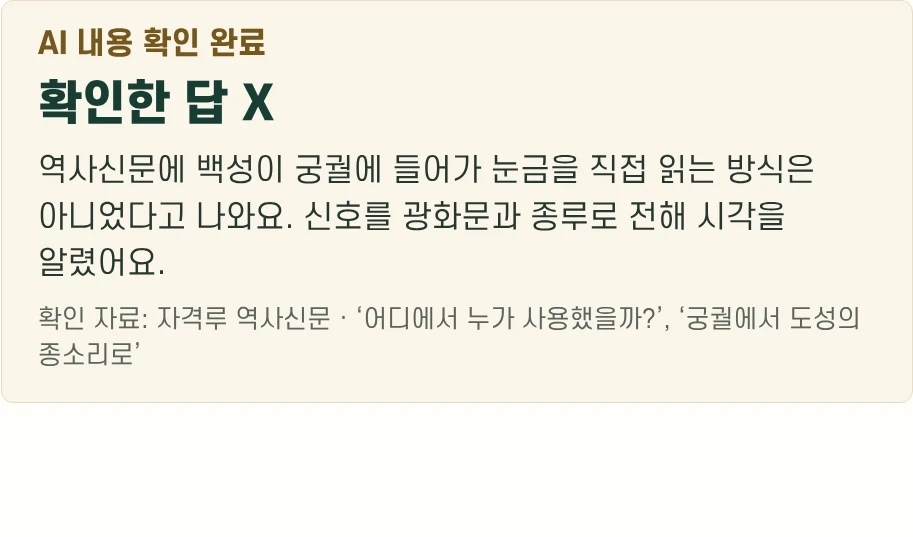 AI 내용 확인 완료
확인한 답 X
역사신문에 백성이 궁궐에 들어가 눈금을 직접 읽는 방식은
아니었다고 나와요. 신호를 광화문과 종루로 전해 시각을
알렸어요.
확인 자료: 자격루 역사신문 · ‘어디에서 누가 사용했을까?’, ‘궁궐에서 도성의
종소리로’